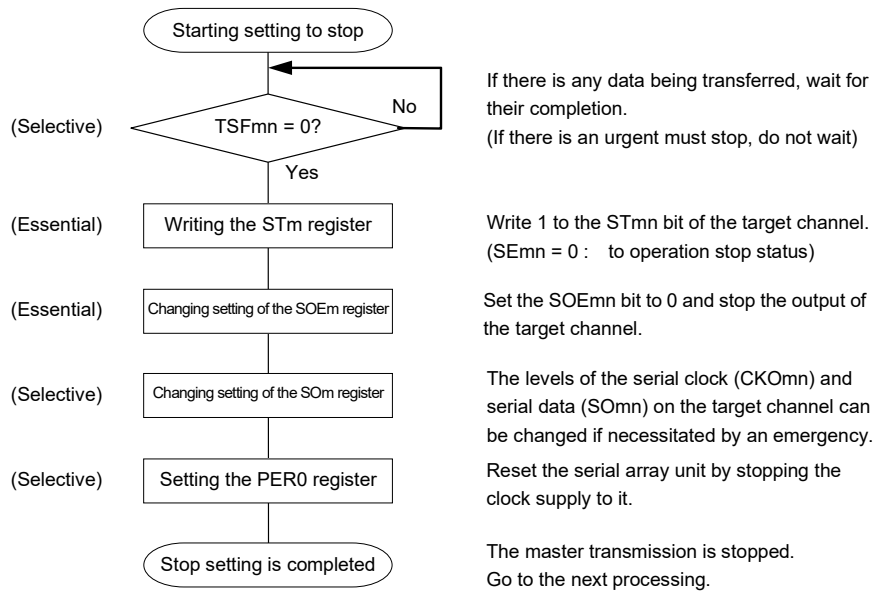 Starting setting to stop
If there is any data being transferred, wait for
their completion.
(If there is an urgent must stop, do not wait)
(Selective)
TSFmn = 0?
No
Yes
(Essential)
Writing the STm register
Write 1 to the STmn bit of the target channel.
(SEmn = 0 : to operation stop status)
(Essential)
Changing setting of the SOEm register
Set the SOEmn bit to 0 and stop the output of
the target channel.
(Selective)
Changing setting of the SOm register
The levels of the serial clock (CKOmn) and
serial data (SOmn) on the target channel can
be changed if necessitated by an emergency.
(Selective)
Setting the PER0 register
Reset the serial array unit by stopping the
clock supply to it.
Stop setting is completed
The master transmission is stopped.
Go to the next processing.